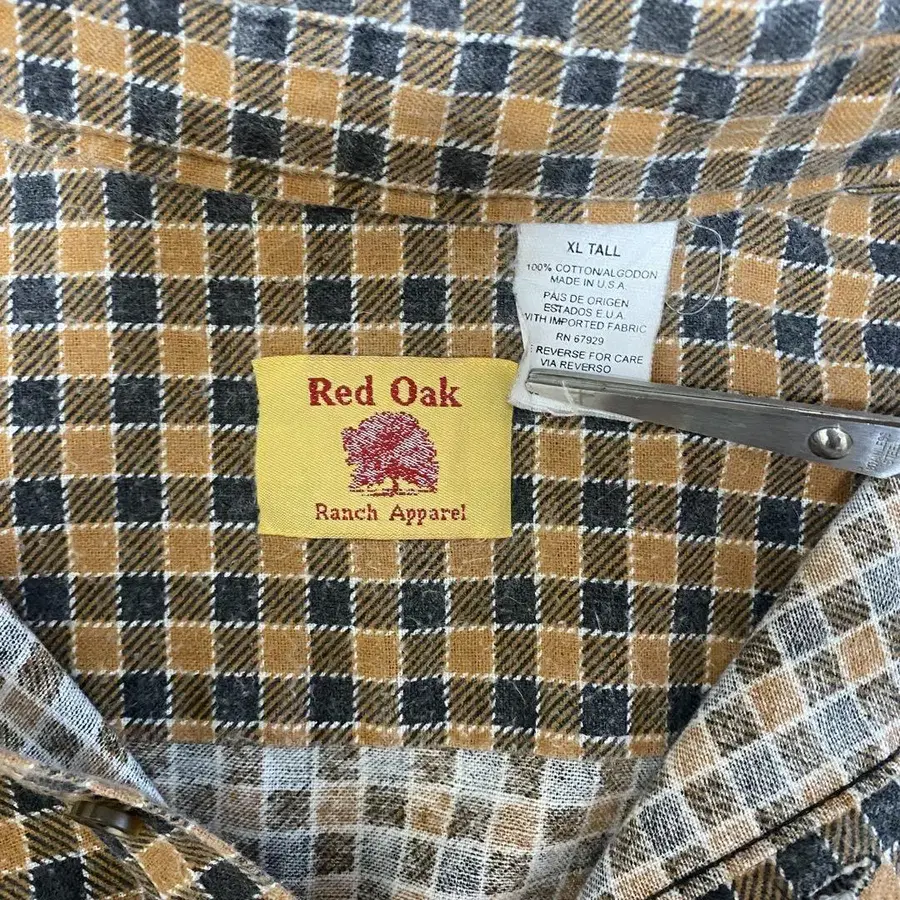 XL TALL
100% COTTON/ALGODON
MADE IN U.S.A.
PAIS DE ORIGEN
ESTADOS E.U.A.
WITH IMPORTED FABRIC
RN 67929
REVERSE FOR CARE
VIA REVERSO
Red Oak
Ranch Apparel